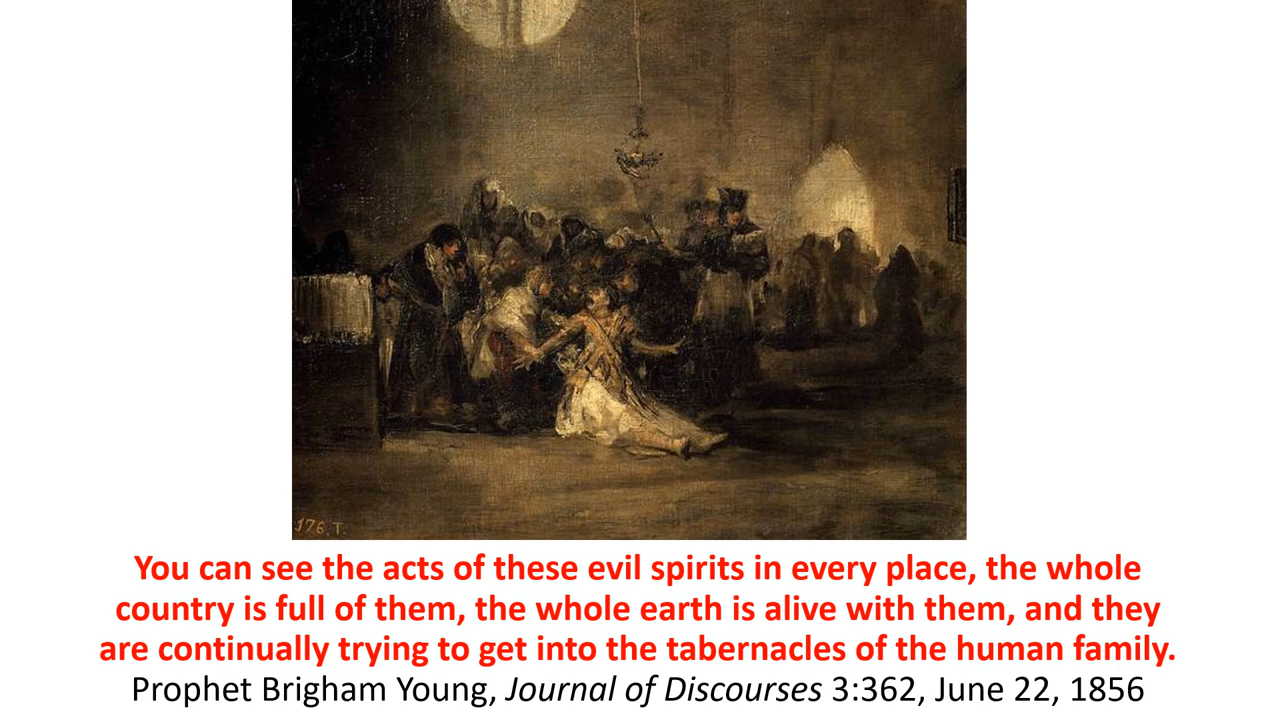 176. T.
You can see the acts of these evil spirits in every place, the whole
country is full of them, the whole earth is alive with them, and they
are continually trying to get into the tabernacles of the human family.
Prophet Brigham Young, Journal of Discourses 3:362, June 22, 1856